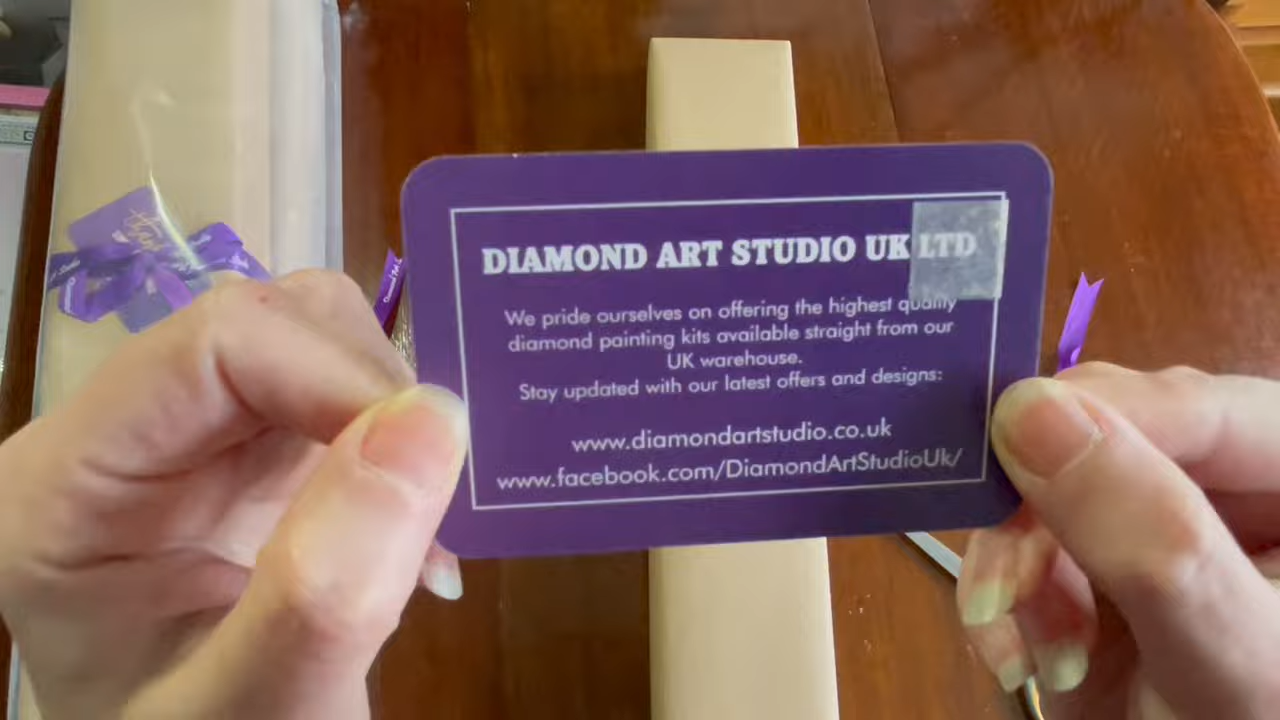 DIAMOND ART STUDIO UK LTD
We pride ourselves on offering the highest quality
diamond painting kits available straight from our
UK warehouse.
Stay updated with our latest offers and designs:
www.diamondartstudio.co.uk
www.facebook.com/DiamondArtStudioUk/